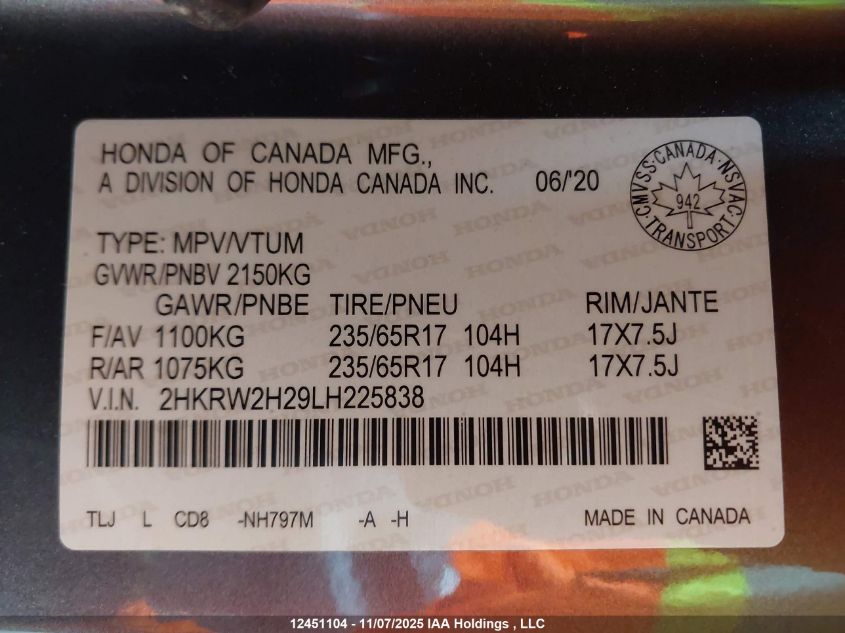 HONDA OF CANADA MFG.,
A DIVISION OF HONDA CANADA INC. 06/'20
CMVSS·CANADA·NSVAC·TRANSPORT·
942
TYPE: MPV/VTUM
GVWR/PNBV 2150KG
GAWR/PNBE TIRE/PNEU RIM/JANTE
F/AV 1100KG 235/65R17 104H 17X7.5J
R/AR 1075KG 235/65R17 104H 17X7.5J
V.I.N. 2HKRW2H29LH225838
TLJ L CD8 -NH797M -A -H MADE IN CANADA
12451104 - 11/07/2025 IAA Holdings , LLC